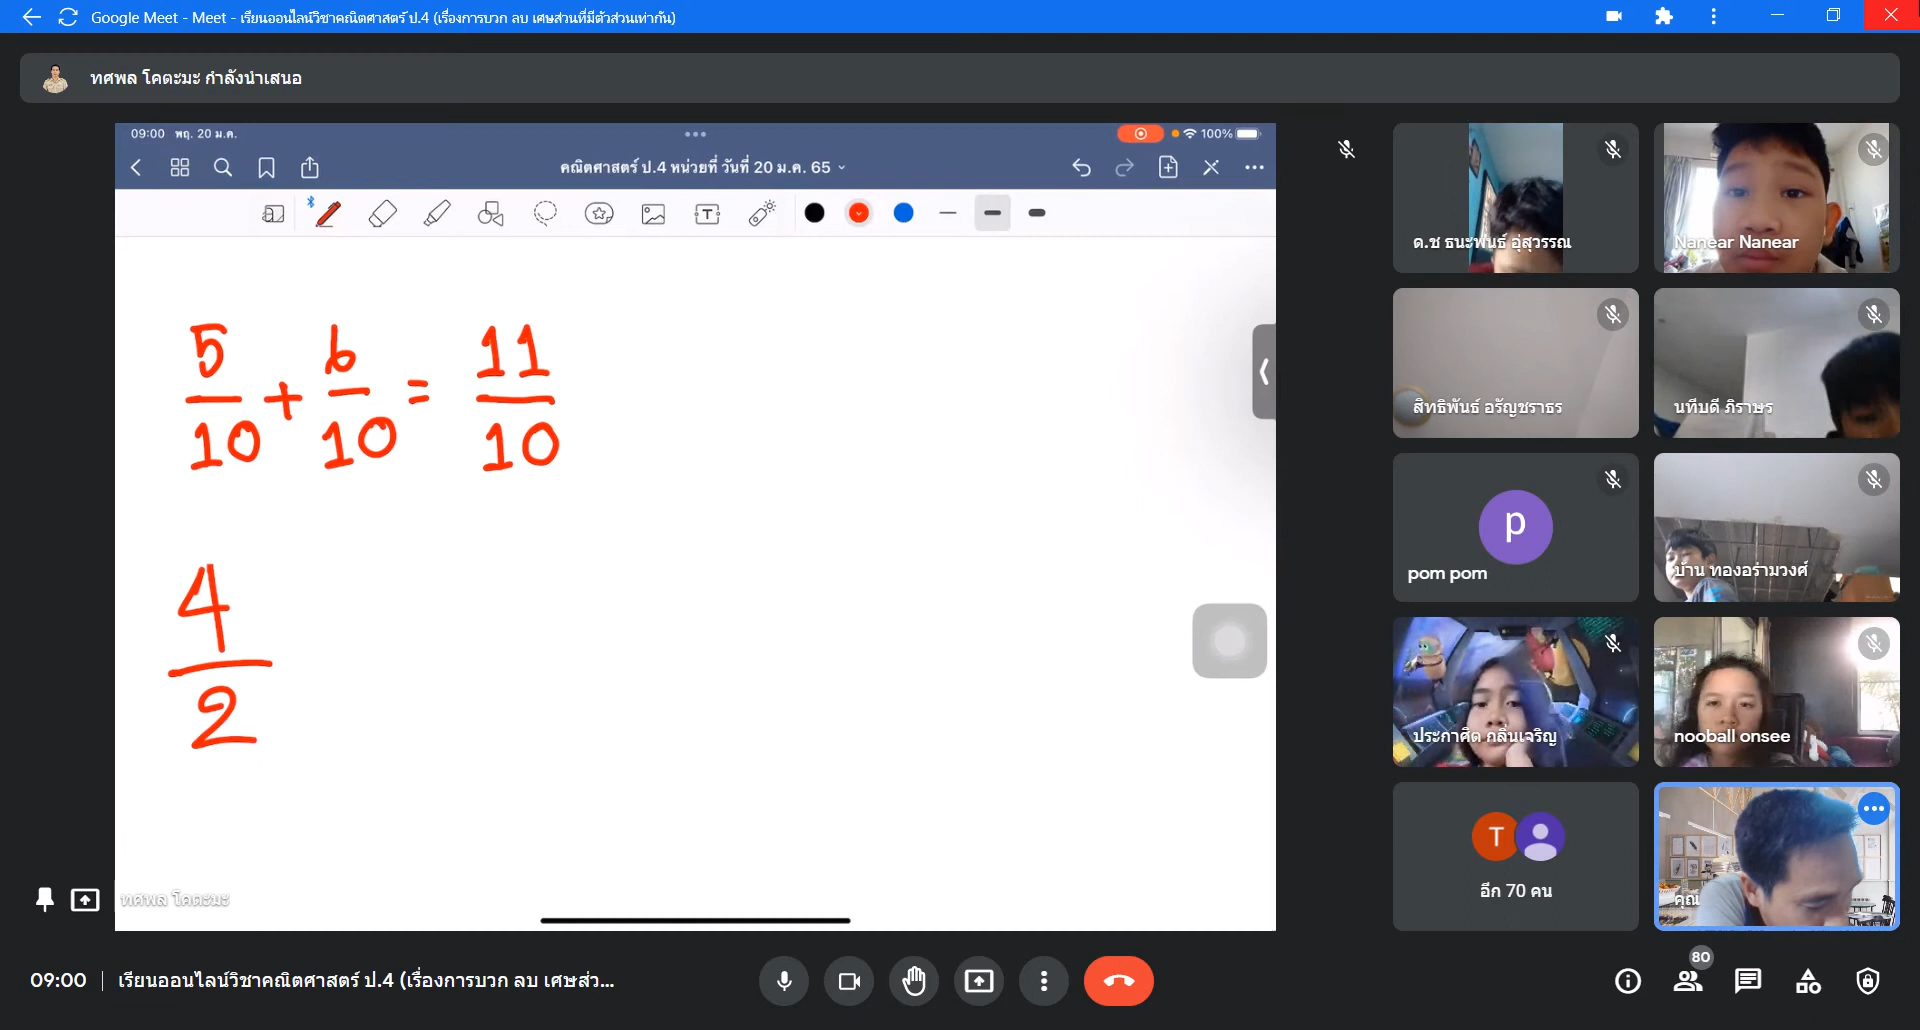 Google Meet - Meet - เรียนออนไลน์วิชาคณิตศาสตร์ ป.4 (เรื่องการบวก ลบ เศษส่วนที่มีตัวส่วนเท่ากัน)
ทศพล โคตะมะ กำลังนำเสนอ
09:00 พฤ. 20 ม.ค.
100%
คณิตศาสตร์ ป.4 หน่วยที่ วันที่ 20 ม.ค. 65
5/10 + 6/10 = 11/10
4/2
ทศพล โคตะมะ
ด.ช ธนะพันธ์ อุ่สุวรรณ
Nanear Nanear
สิทธิพันธ์ อรัญชราธร
นทีบดี ภิราษร
p
pom pom
บ้าน ทองอร่ามวงศ์
ประกาศิต กลิ่นเจริญ
nooball onsee
T
อีก 70 คน
คุณ
09:00 | เรียนออนไลน์วิชาคณิตศาสตร์ ป.4 (เรื่องการบวก ลบ เศษส่ว...
80